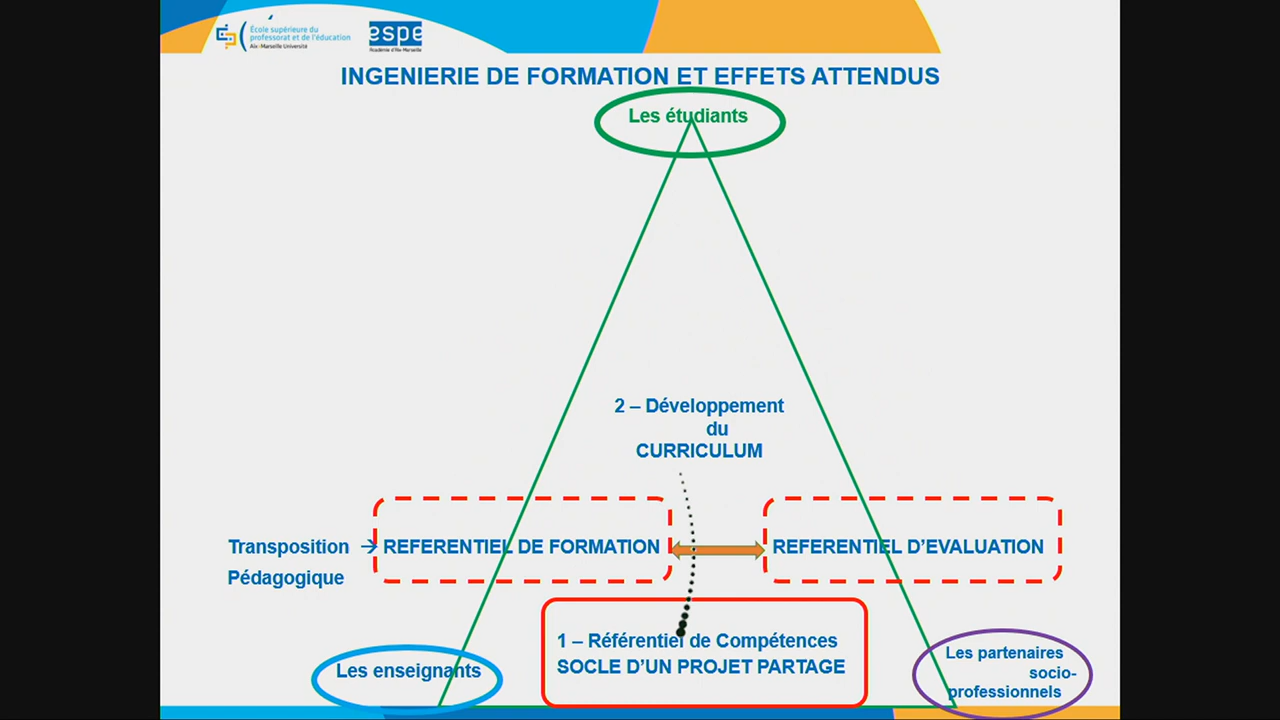 École supérieure du
professorat et de l'éducation
Aix-Marseille Université
espe
Académie d'Aix-Marseille
INGENIERIE DE FORMATION ET EFFETS ATTENDUS
Les étudiants
2 – Développement
du
CURRICULUM
Transposition →
Pédagogique
REFERENTIEL DE FORMATION
REFERENTIEL D'EVALUATION
1 – Référentiel de Compétences
SOCLE D'UN PROJET PARTAGE
Les enseignants
Les partenaires
socio-
professionnels